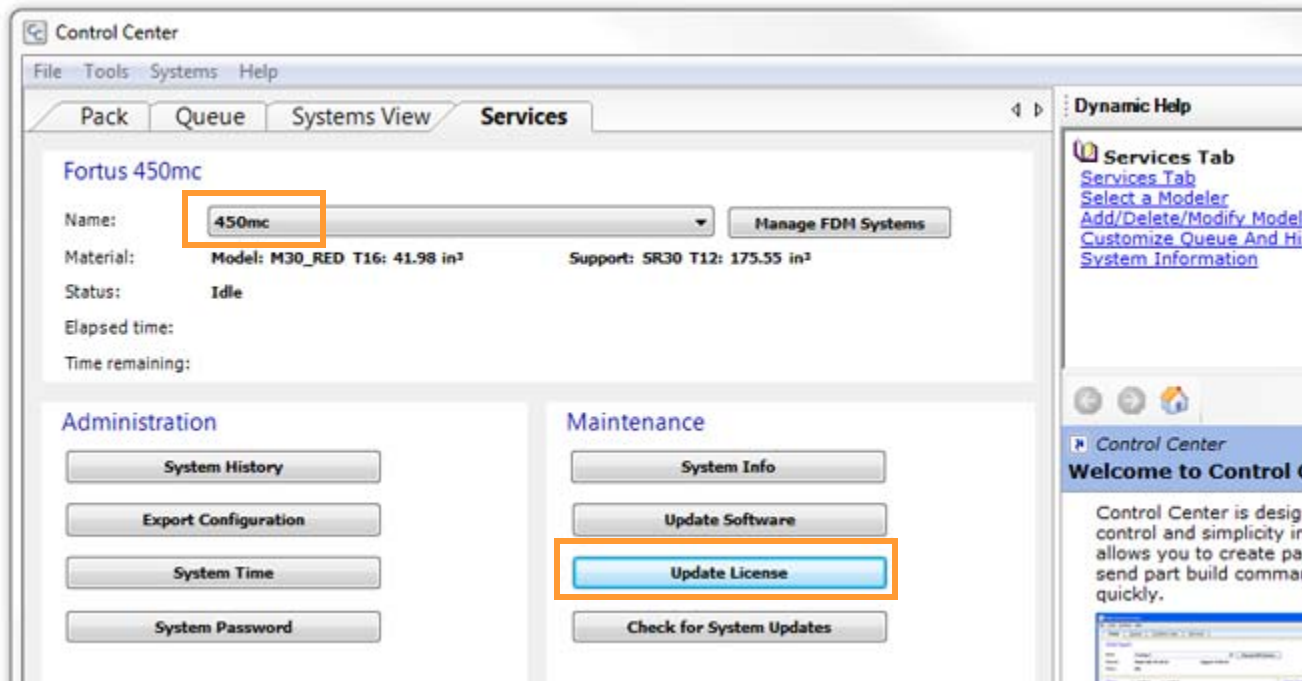 Control Center
File Tools Systems Help
Pack Queue Systems View Services
Fortus 450mc
Name: 450mc Manage FDM Systems
Material: Model: M30_RED T16: 41.98 in³ Support: SR30 T12: 175.55 in³
Status: Idle
Elapsed time:
Time remaining:
Administration
System History
Export Configuration
System Time
System Password
Maintenance
System Info
Update Software
Update License
Check for System Updates
Dynamic Help
Services Tab
Services Tab
Select a Modeler
Add/Delete/Modify Model
Customize Queue And Hi
System Information
Control Center
Welcome to Control
Control Center is desig
control and simplicity
allows you to create pa
send part build comma
quickly.